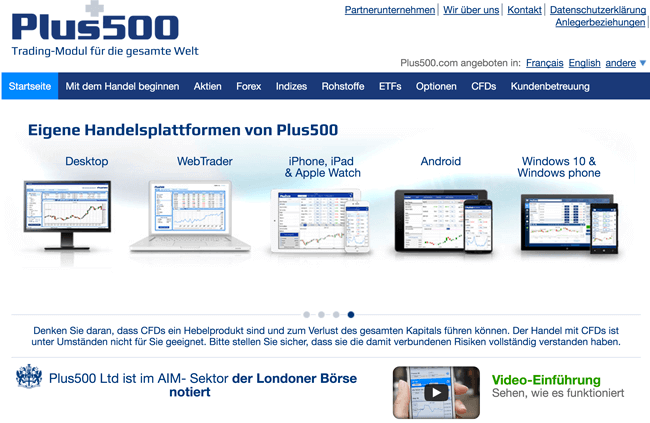 Partnerunternehmen | Wir über uns | Kontakt | Datenschutzerklärung
Anlegerbeziehungen |
Plus500
Trading-Modul für die gesamte Welt
Plus500.com angeboten in: Français English andere ▼
Startseite Mit dem Handel beginnen Aktien Forex Indizes Rohstoffe ETFs Optionen CFDs Kundenbetreuung
Eigene Handelsplattformen von Plus500
Desktop WebTrader iPhone, iPad Android Windows 10 &
& Apple Watch Windows phone
Denken Sie daran, dass CFDs ein Hebelprodukt sind und zum Verlust des gesamten Kapitals führen können. Der Handel mit CFDs ist
unter Umständen nicht für Sie geeignet. Bitte stellen Sie sicher, dass sie die damit verbundenen Risiken vollständig verstanden haben.
Plus500 Ltd ist im AIM- Sektor der Londoner Börse
notiert
Video-Einführung
Sehen, wie es funktioniert